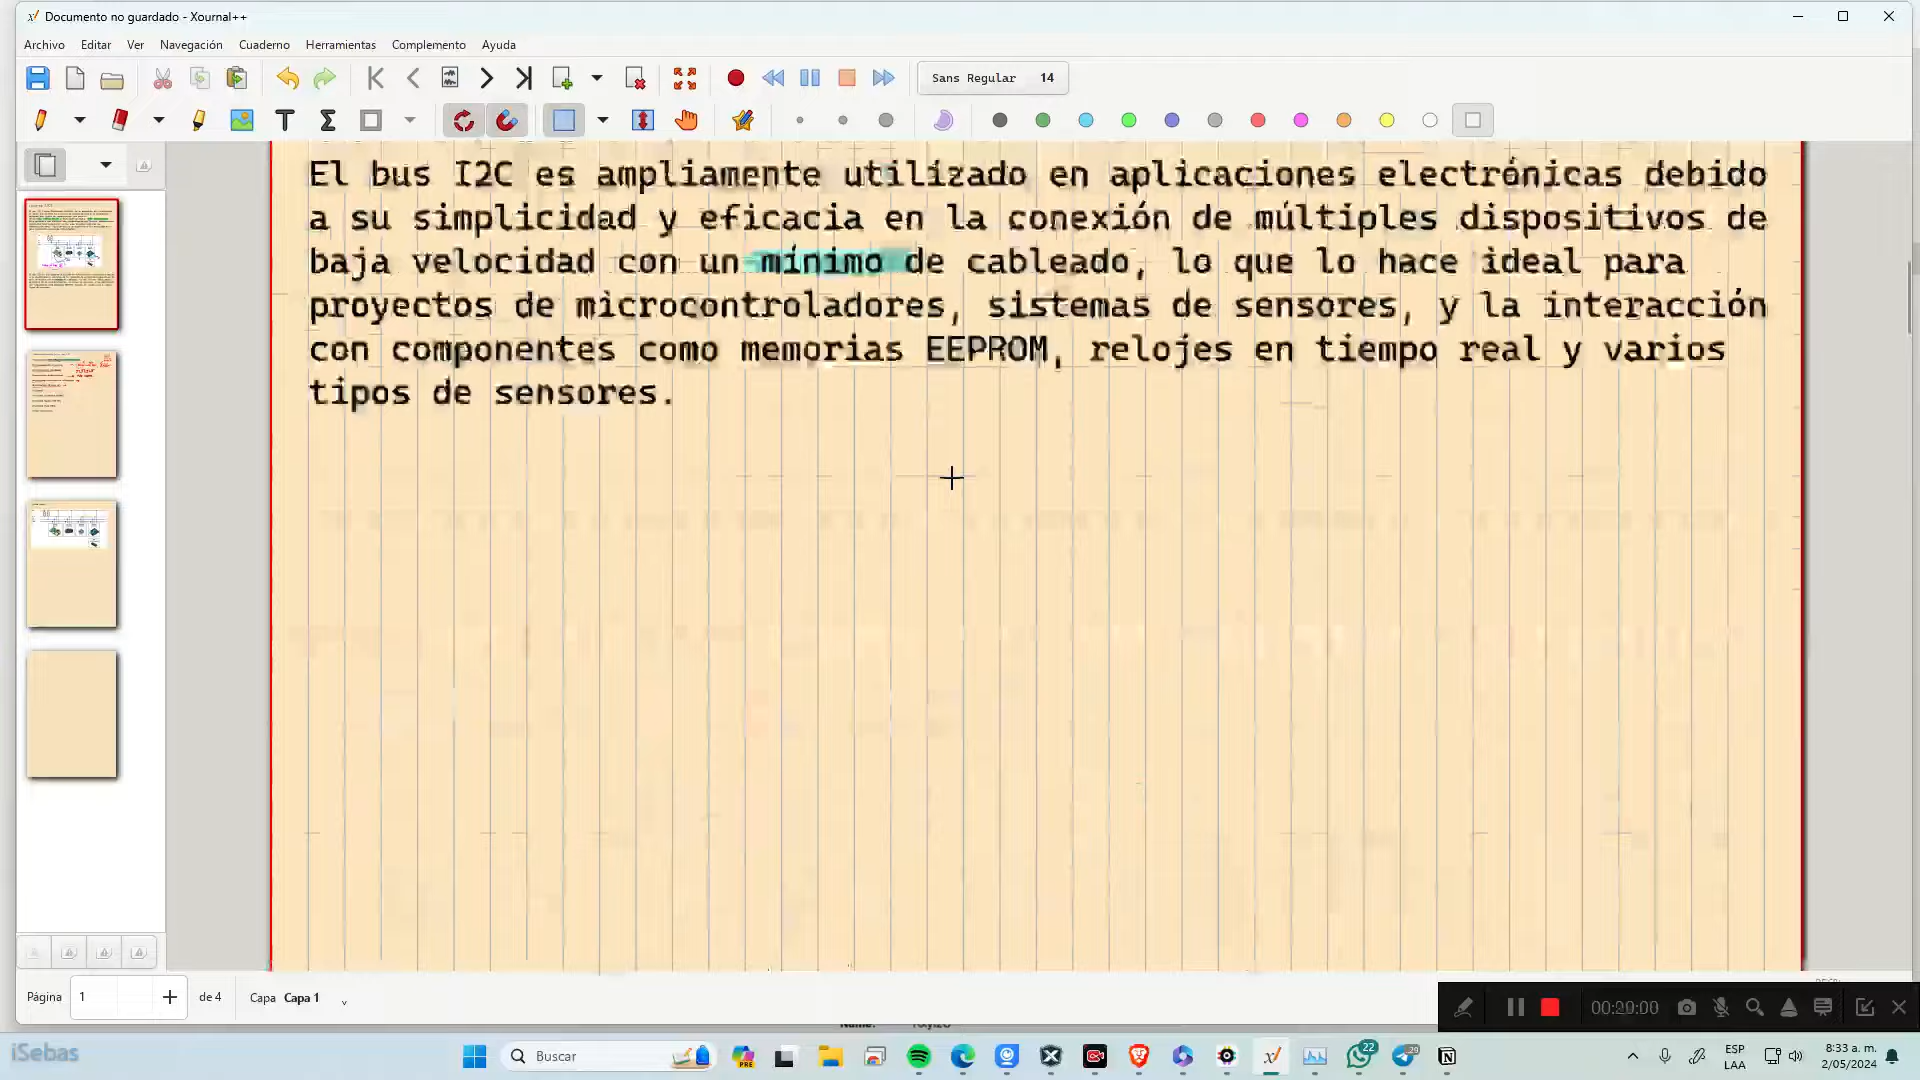 Documento no guardado - Xournal++
Archivo Editar Ver Navegación Cuaderno Herramientas Complemento Ayuda
Sans Regular 14
El bus I2C es ampliamente utilizado en aplicaciones electrónicas debido
a su simplicidad y eficacia en la conexión de múltiples dispositivos de
baja velocidad con un mínimo de cableado, lo que lo hace ideal para
proyectos de microcontroladores, sistemas de sensores, y la interacción
con componentes como memorias EEPROM, relojes en tiempo real y varios
tipos de sensores.
Página 1 de 4 Capa Capa 1
00:20:00
iSebas
Buscar
PRE
22
29
ESP
LAA
8:33 a. m.
2/05/2024